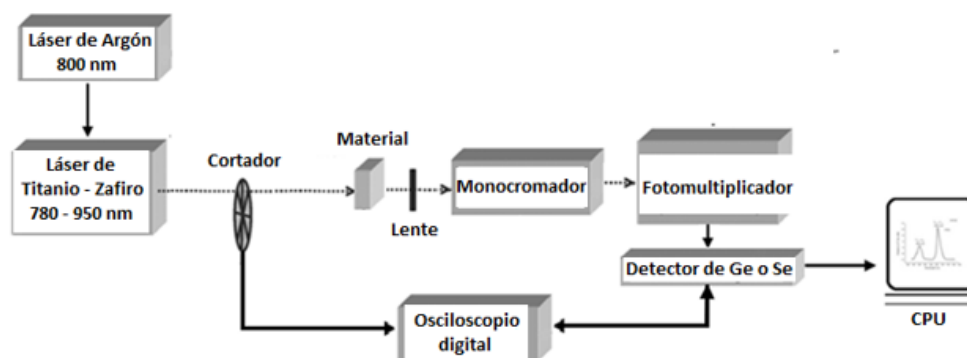 Láser de Argón
800 nm
Láser de
Titanio - Zafiro
780 - 950 nm
Cortador
Material
Lente
Monocromador
Fotomultiplicador
Detector de Ge o Se
Osciloscopio
digital
CPU